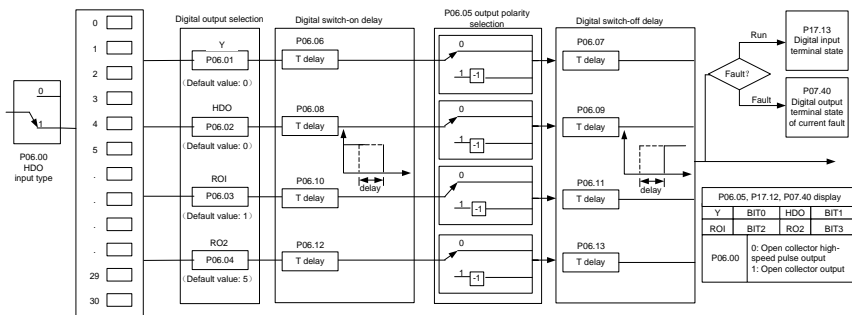 Digital output selection
Digital switch-on delay
P06.05 output polarity
selection
Digital switch-off delay
0
1
2
3
4
5
.
.
.
.
29
30
0
1
P06.00
HDO
input type
Y
P06.01
(Default value: 0)
HDO
P06.02
(Default value: 0)
ROI
P06.03
(Default value: 1)
RO2
P06.04
(Default value: 5)
P06.06
T delay
P06.08
T delay
delay
P06.10
T delay
P06.12
T delay
0
1
-1
0
1
-1
0
1
-1
0
1
-1
P06.07
T delay
P06.09
T delay
delay
P06.11
T delay
P06.13
T delay
Run
Fault?
Fault
P17.13
Digital input
terminal state
P07.40
Digital output
terminal state
of current fault
P06.05, P17.12, P07.40 display
Y BIT0 HDO BIT1
ROI BIT2 RO2 BIT3
P06.00
0: Open collector high-
speed pulse output
1: Open collector output